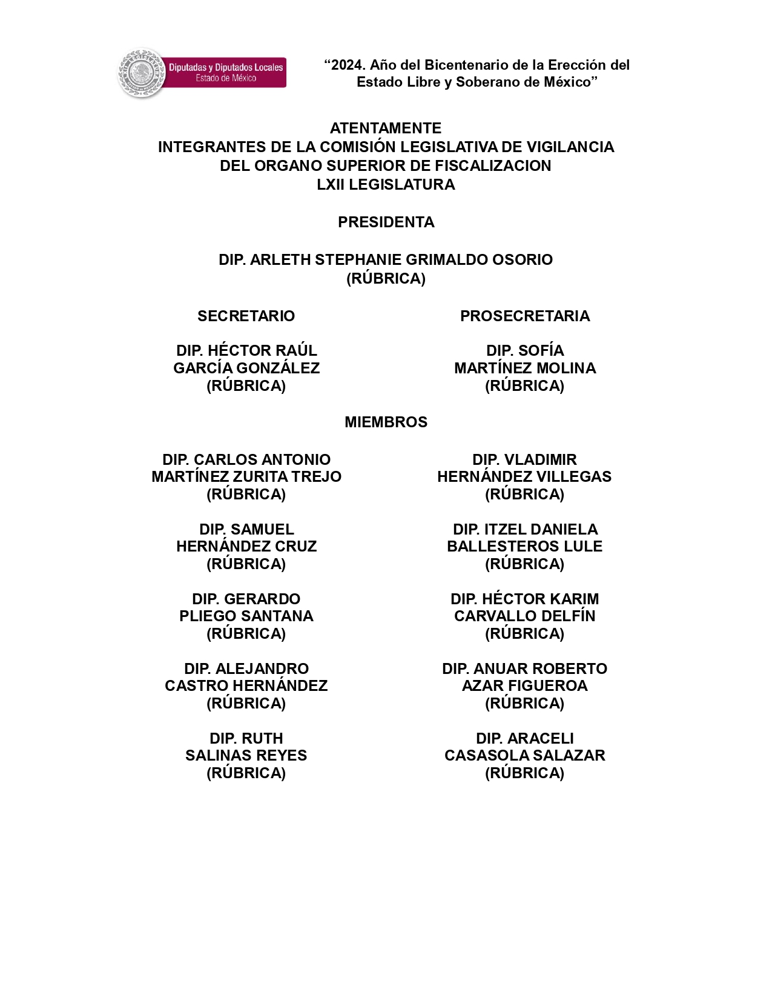 Diputadas y Diputados Locales
Estado de México
“2024. Año del Bicentenario de la Erección del
Estado Libre y Soberano de México”
ATENTAMENTE
INTEGRANTES DE LA COMISIÓN LEGISLATIVA DE VIGILANCIA
DEL ORGANO SUPERIOR DE FISCALIZACION
LXII LEGISLATURA
PRESIDENTA
DIP. ARLETH STEPHANIE GRIMALDO OSORIO
(RÚBRICA)
SECRETARIO
DIP. HÉCTOR RAÚL
GARCÍA GONZÁLEZ
(RÚBRICA)
PROSECRETARIA
DIP. SOFÍA
MARTÍNEZ MOLINA
(RÚBRICA)
MIEMBROS
DIP. CARLOS ANTONIO
MARTÍNEZ ZURITA TREJO
(RÚBRICA)
DIP. VLADIMIR
HERNÁNDEZ VILLEGAS
(RÚBRICA)
DIP. SAMUEL
HERNÁNDEZ CRUZ
(RÚBRICA)
DIP. ITZEL DANIELA
BALLESTEROS LULE
(RÚBRICA)
DIP. GERARDO
PLIEGO SANTANA
(RÚBRICA)
DIP. HÉCTOR KARIM
CARVALLO DELFÍN
(RÚBRICA)
DIP. ALEJANDRO
CASTRO HERNÁNDEZ
(RÚBRICA)
DIP. ANUAR ROBERTO
AZAR FIGUEROA
(RÚBRICA)
DIP. RUTH
SALINAS REYES
(RÚBRICA)
DIP. ARACELI
CASASOLA SALAZAR
(RÚBRICA)